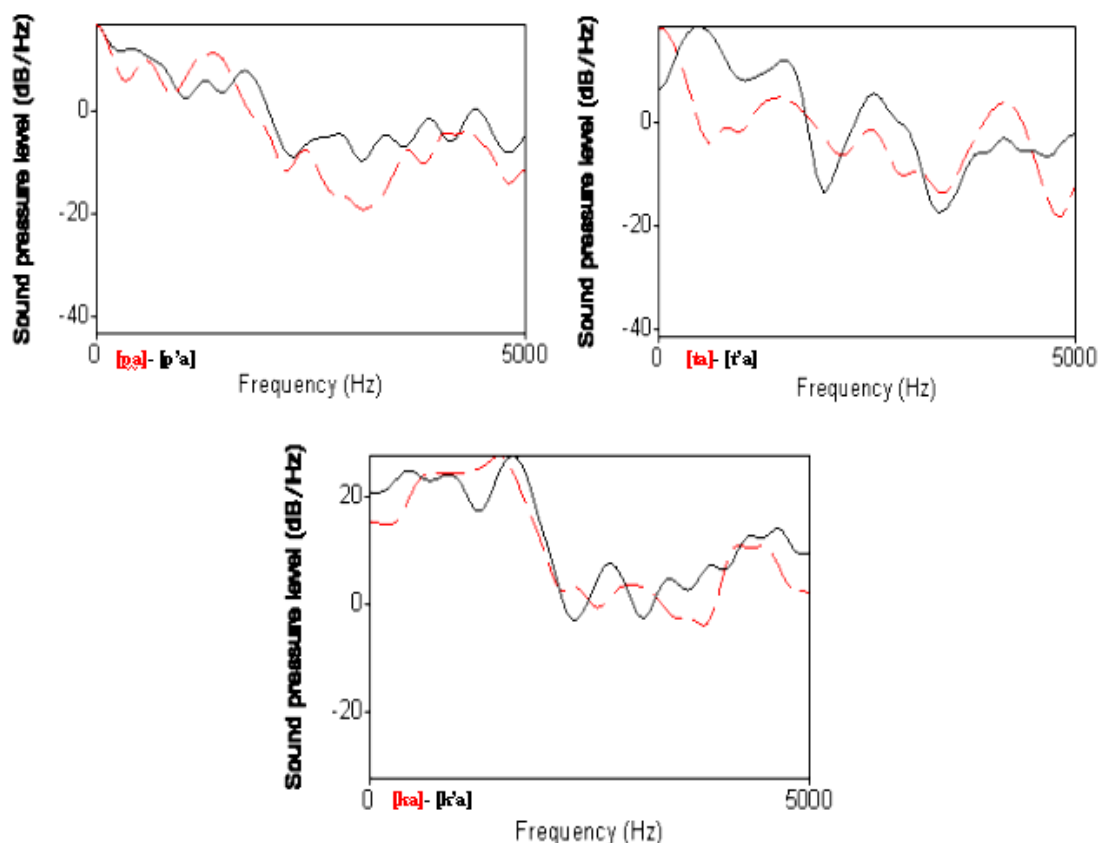 Sound pressure level (dB/Hz)
0
-20
-40
0
[pa]- [p'a]
5000
Frequency (Hz)
Sound pressure level (dB/Hz)
0
-20
-40
0
[ta]- [t'a]
5000
Frequency (Hz)
Sound pressure level (dB/Hz)
20
0
-20
0
[ka]- [k'a]
5000
Frequency (Hz)